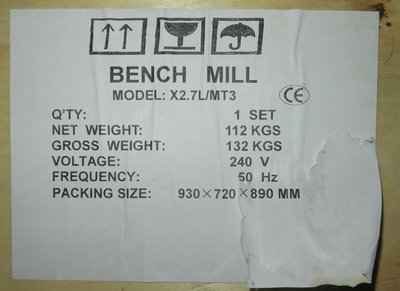 BENCH MILL
MODEL: X2.7L/MT3
CE
Q'TY: 1 SET
NET WEIGHT: 112 KGS
GROSS WEIGHT: 132 KGS
VOLTAGE: 240 V
FREQUENCY: 50 Hz
PACKING SIZE: 930×720×890 MM